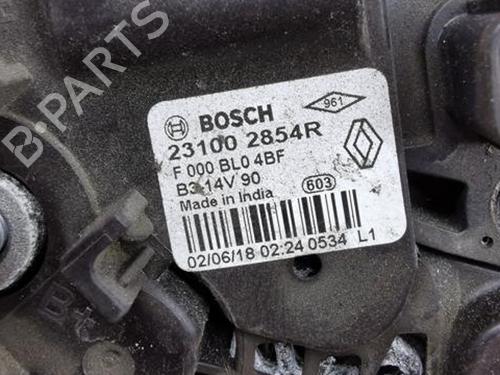 BOSCH
961
23100 2854R
F 000 BL0 4BF
B3 14V 90
Made in India
603
02/06/18 02:24 0534 L1
B+
B-PARTS